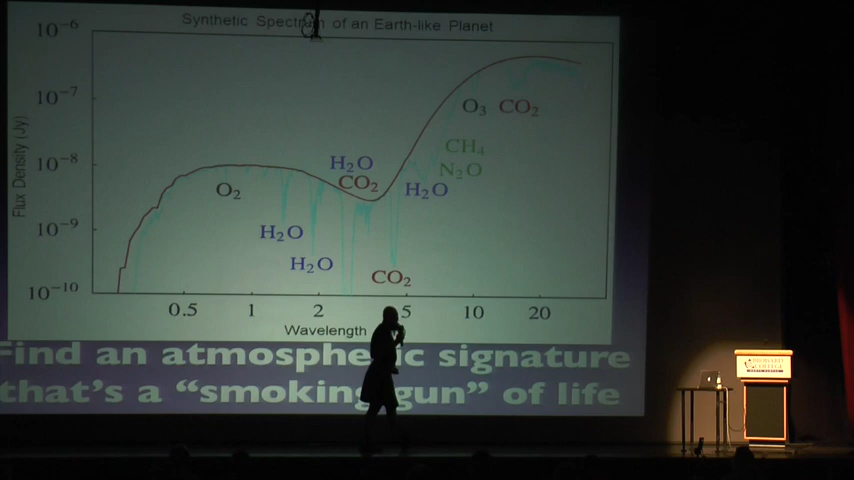 Synthetic Spectrum of an Earth-like Planet
10⁻⁶
10⁻⁷
O₃ CO₂
CH₄
N₂O
10⁻⁸
H₂O
CO₂
H₂O
O₂
10⁻⁹
H₂O
H₂O
CO₂
10⁻¹⁰
Flux Density (Jy)
0.5 1 2 5 10 20
Wavelength
Find an atmospheric signature
that's a “smoking gun” of life
BROWARD
COLLEGE